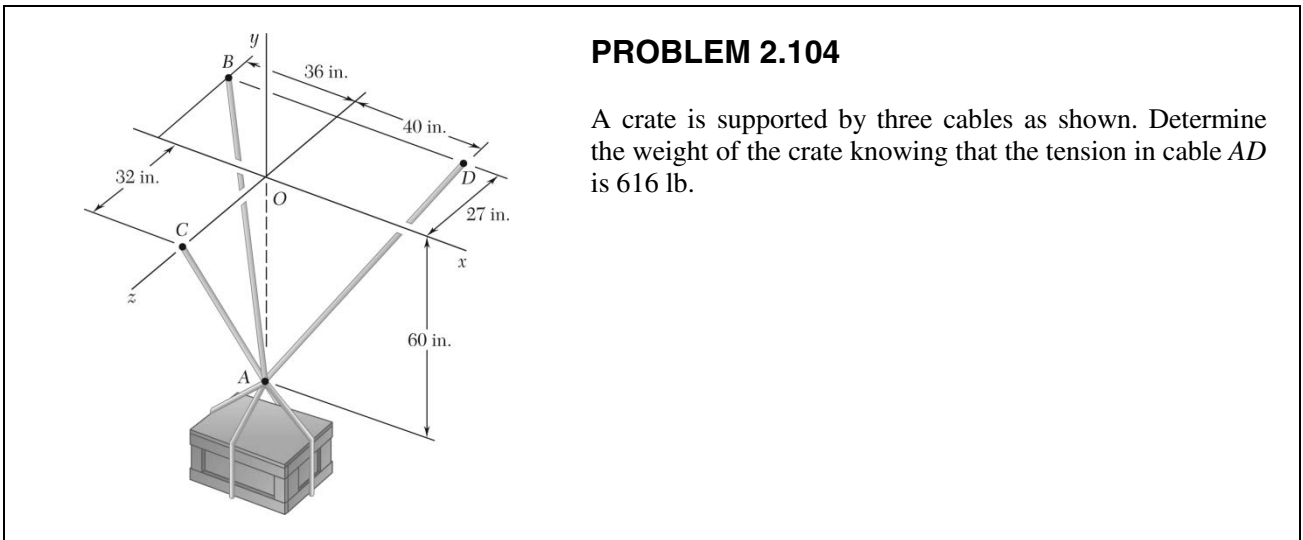 PROBLEM 2.104
A crate is supported by three cables as shown. Determine
the weight of the crate knowing that the tension in cable AD
is 616 lb.
y
B
36 in.
40 in.
32 in.
D
O
27 in.
C
x
z
60 in.
A